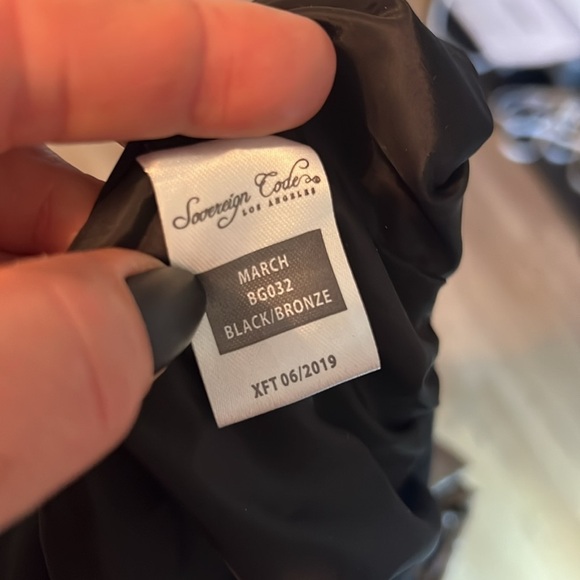 Sovereign Code
LOS ANGELES
MARCH
BG032
BLACK/BRONZE
XFT 06/2019